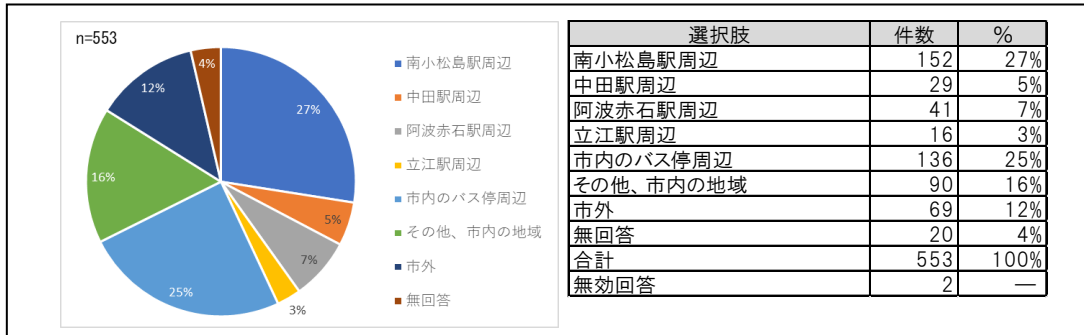 n=553
4%
12%
27%
16%
5%
7%
25%
3%
南小松島駅周辺
中田駅周辺
阿波赤石駅周辺
立江駅周辺
市内のバス停周辺
その他、市内の地域
市外
無回答
選択肢 件数 %
南小松島駅周辺 152 27%
中田駅周辺 29 5%
阿波赤石駅周辺 41 7%
立江駅周辺 16 3%
市内のバス停周辺 136 25%
その他、市内の地域 90 16%
市外 69 12%
無回答 20 4%
合計 553 100%
無効回答 2 —